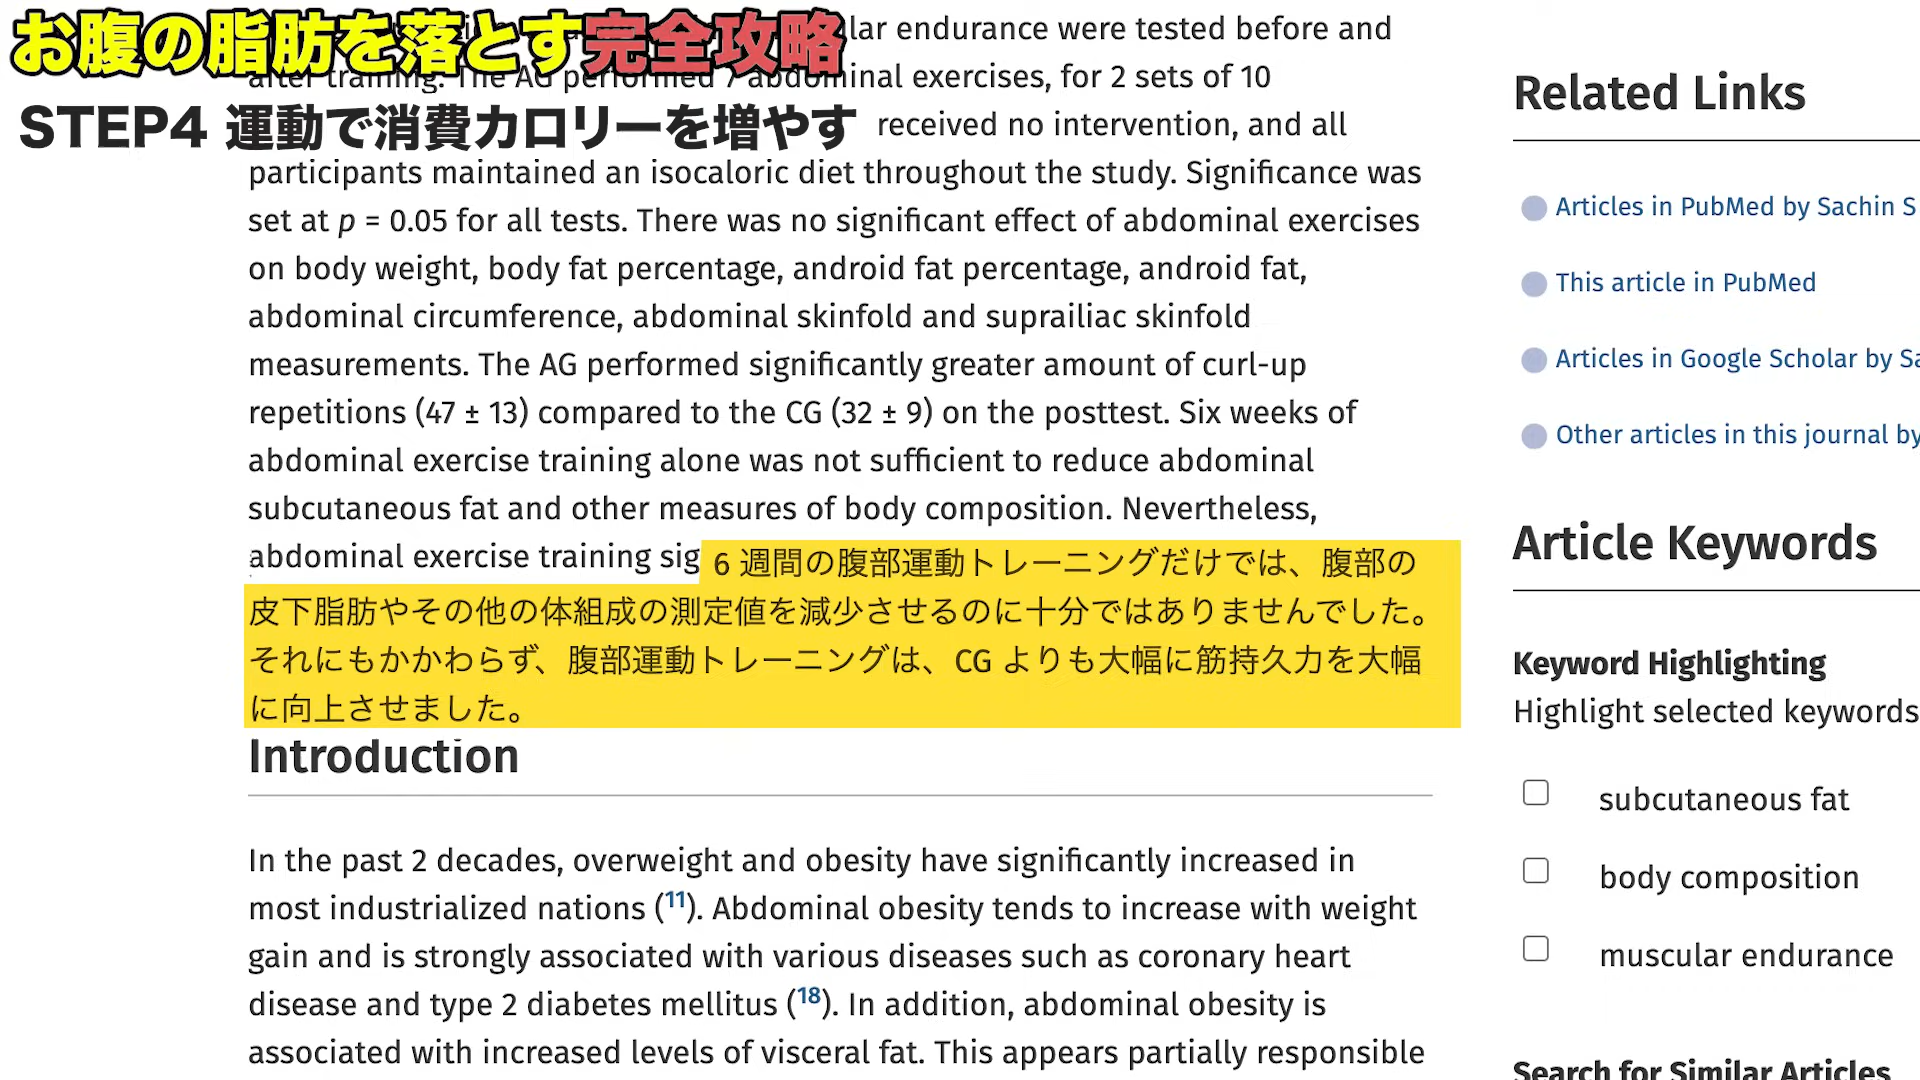 お腹の脂肪を落とす完全攻略
lar endurance were tested before and
after training. The AG performed 7 abdominal exercises, for 2 sets of 10
STEP4 運動で消費カロリーを増やす
received no intervention, and all
participants maintained an isocaloric diet throughout the study. Significance was
set at p = 0.05 for all tests. There was no significant effect of abdominal exercises
on body weight, body fat percentage, android fat percentage, android fat,
abdominal circumference, abdominal skinfold and suprailiac skinfold
measurements. The AG performed significantly greater amount of curl-up
repetitions (47 ± 13) compared to the CG (32 ± 9) on the posttest. Six weeks of
abdominal exercise training alone was not sufficient to reduce abdominal
subcutaneous fat and other measures of body composition. Nevertheless,
abdominal exercise training sig
6 週間の腹部運動トレーニングだけでは、腹部の
皮下脂肪やその他の体組成の測定値を減少させるのに十分ではありませんでした。
それにもかかわらず、腹部運動トレーニングは、CG よりも大幅に筋持久力を大幅
に向上させました。
Introduction
In the past 2 decades, overweight and obesity have significantly increased in
most industrialized nations (11). Abdominal obesity tends to increase with weight
gain and is strongly associated with various diseases such as coronary heart
disease and type 2 diabetes mellitus (18). In addition, abdominal obesity is
associated with increased levels of visceral fat. This appears partially responsible
Related Links
Articles in PubMed by Sachin S
This article in PubMed
Articles in Google Scholar by Sa
Other articles in this journal by
Article Keywords
Keyword Highlighting
Highlight selected keywords
subcutaneous fat
body composition
muscular endurance
Search for Similar Articles